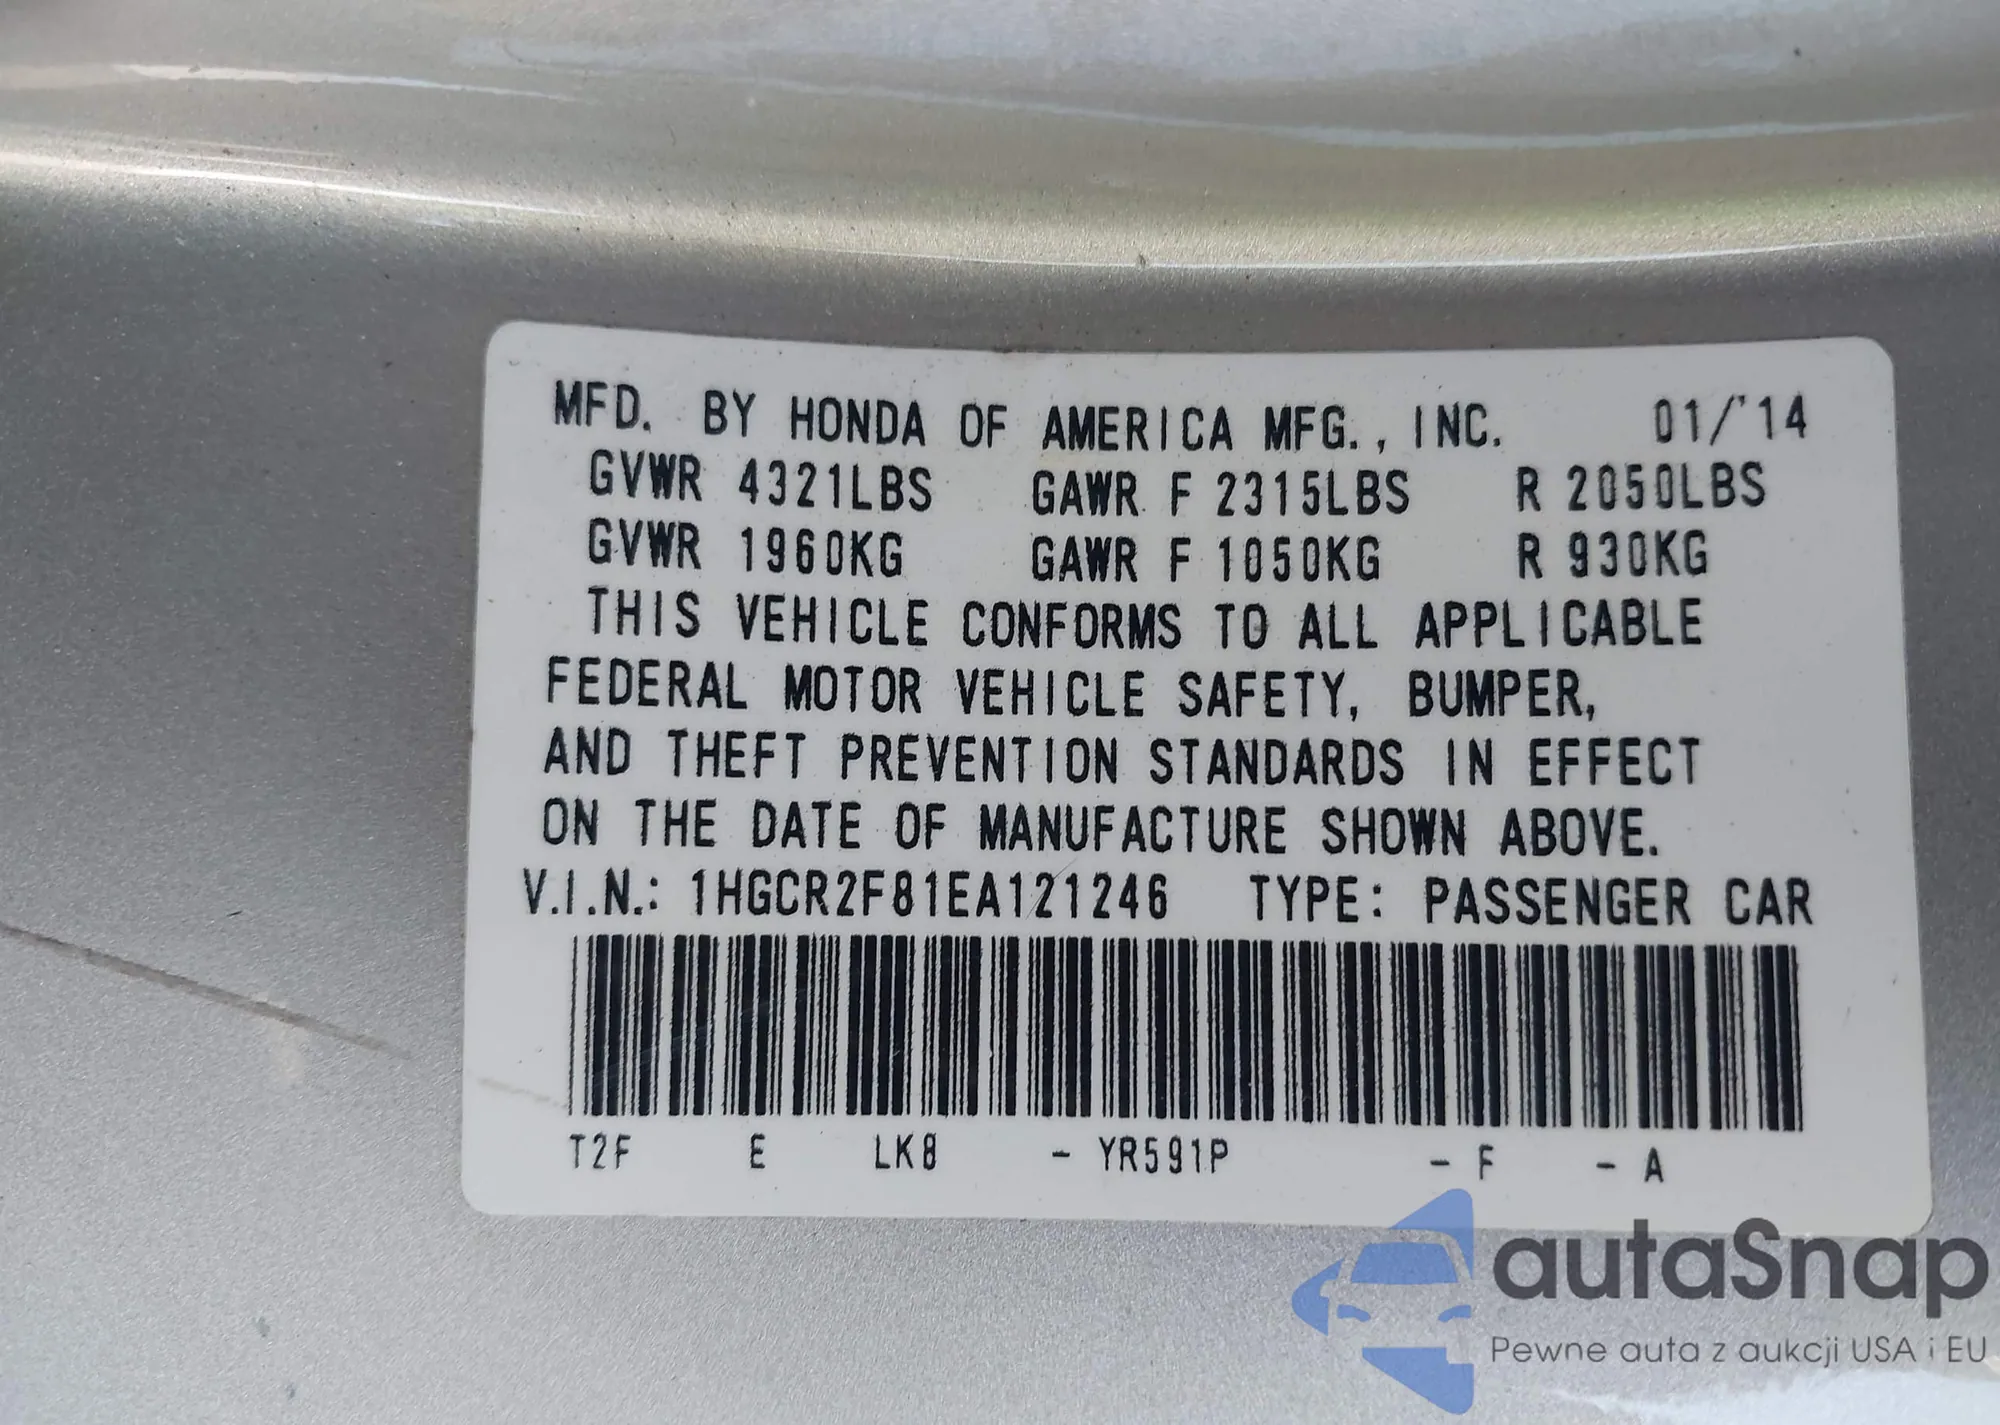 MFD. BY HONDA OF AMERICA MFG., INC. 01/'14
GVWR 4321LBS GAWR F 2315LBS R 2050LBS
GVWR 1960KG GAWR F 1050KG R 930KG
THIS VEHICLE CONFORMS TO ALL APPLICABLE
FEDERAL MOTOR VEHICLE SAFETY, BUMPER,
AND THEFT PREVENTION STANDARDS IN EFFECT
ON THE DATE OF MANUFACTURE SHOWN ABOVE.
V.I.N.: 1HGCR2F81EA121246 TYPE: PASSENGER CAR
T2F E LK8 - YR591P - F - A
autaSnap
Pewne auta z aukcji USA i EU